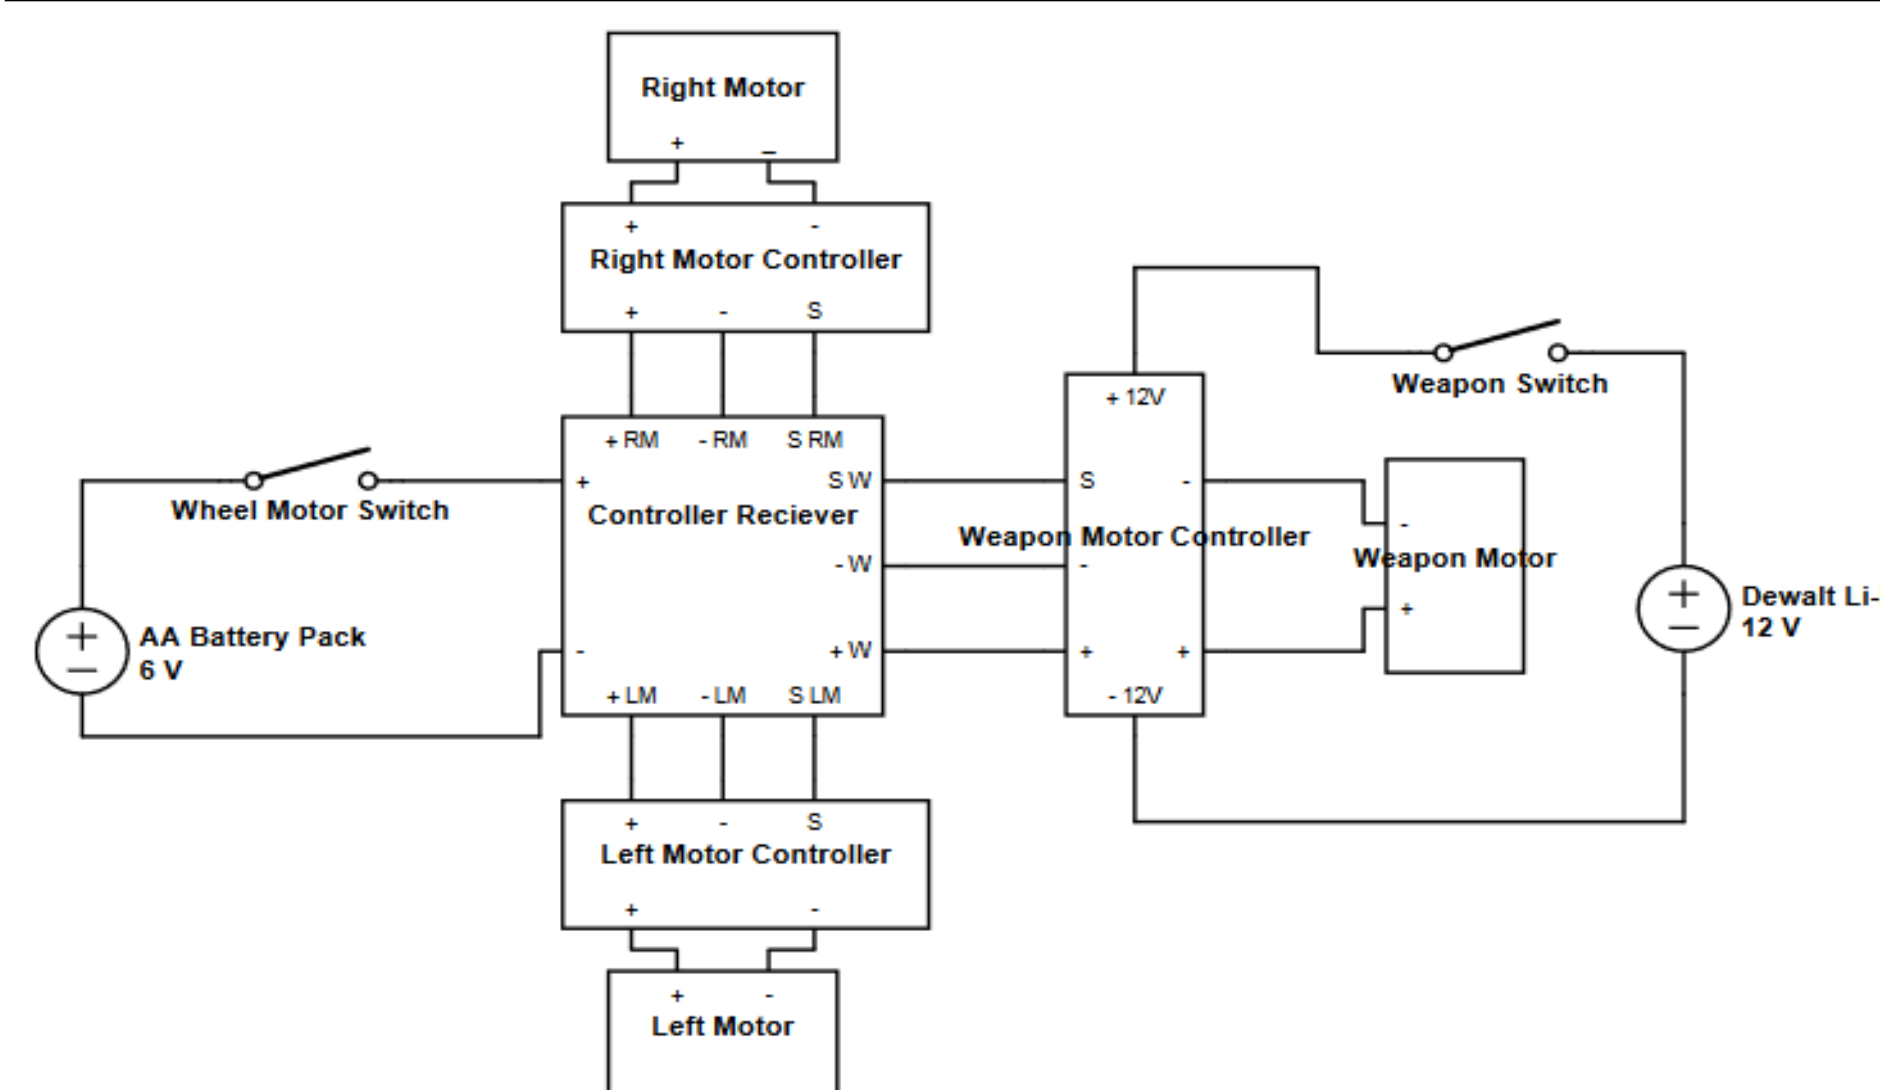 Right Motor
+ _
+ -
Right Motor Controller
+ - S
+ 12V
Weapon Switch
+ RM - RM S RM
+ S W S -
Wheel Motor Switch
Controller Reciever
-
Weapon Motor Controller
Weapon Motor
- W -
+
+
−
Dewalt Li-
12 V
+
−
AA Battery Pack
6 V
- + W + +
+ LM - LM S LM
- 12V
+ - S
Left Motor Controller
+ -
+ -
Left Motor